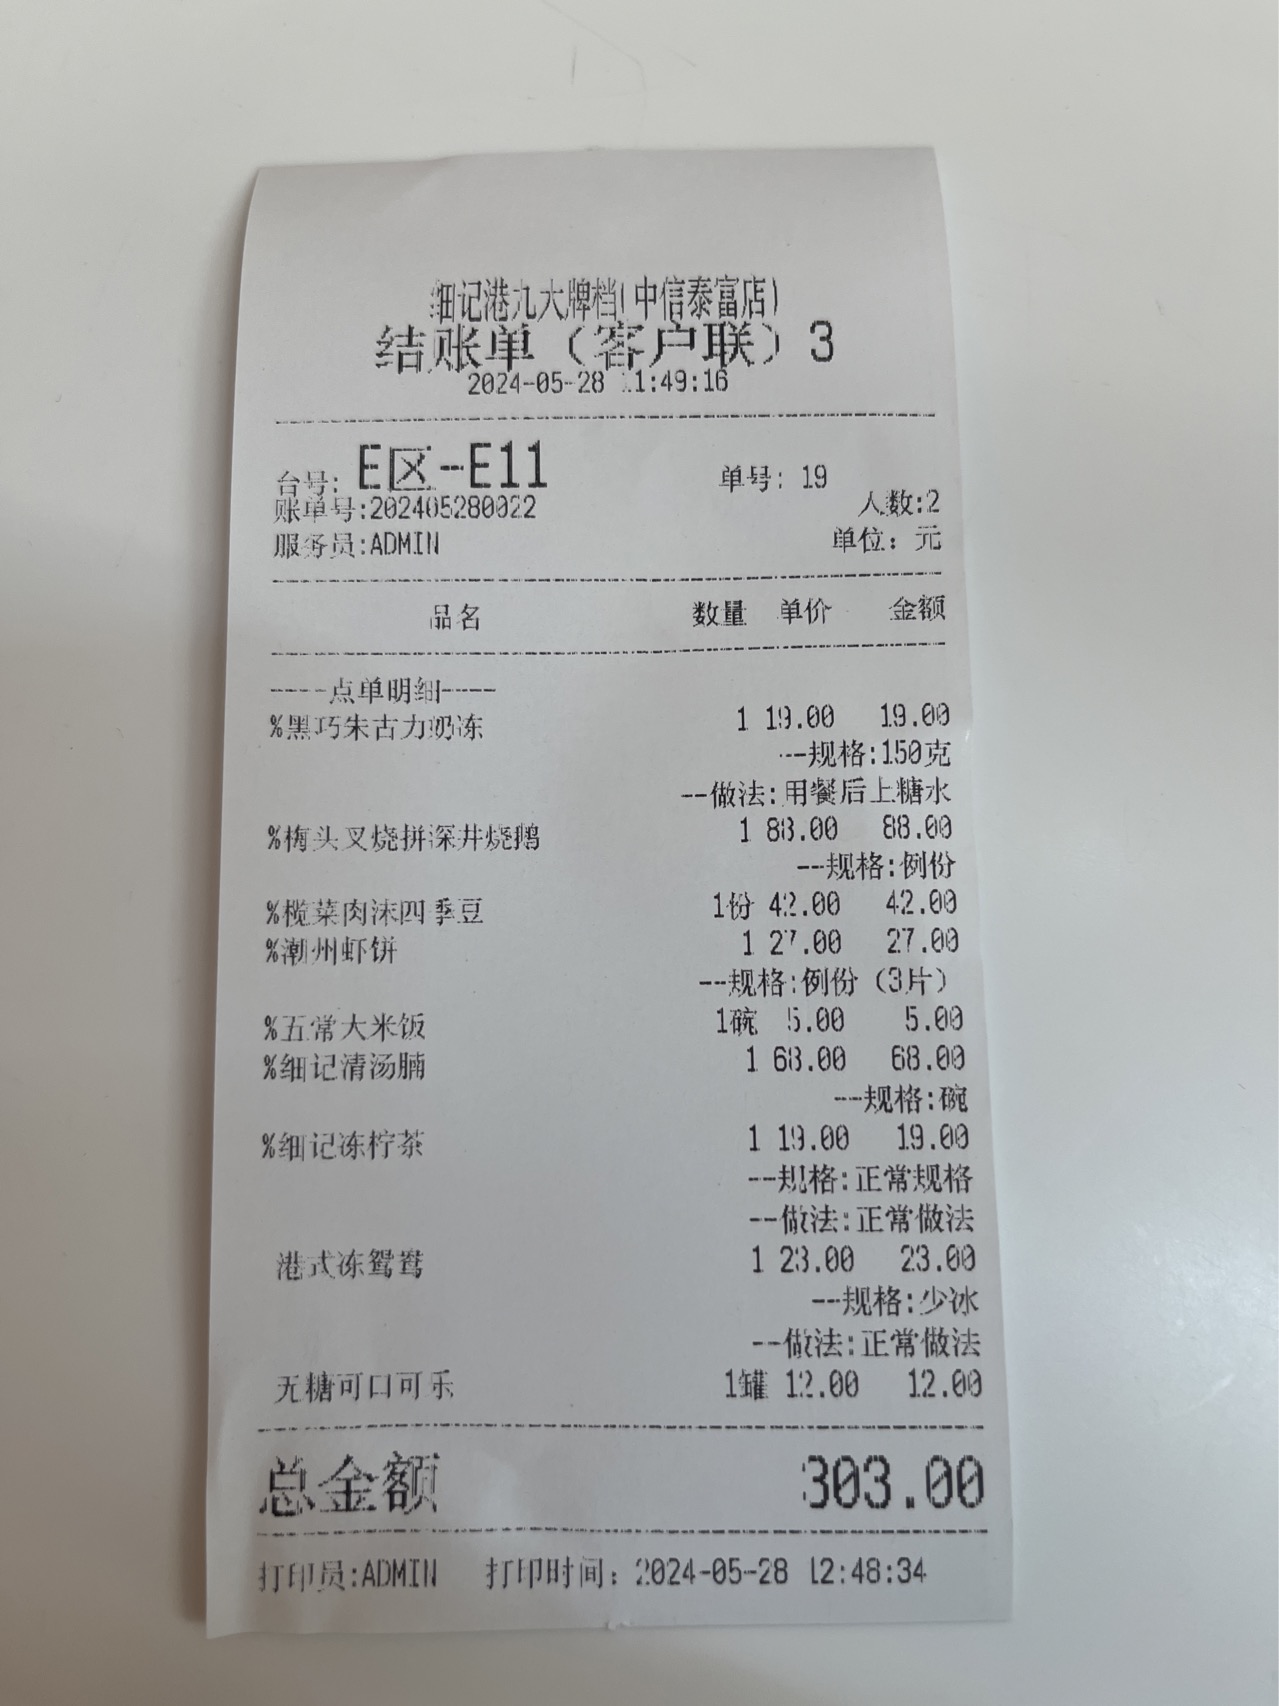 细记港九大牌档(中信泰富店)
结账单（客户联）3
2024-05-28 11:49:16
台号: E区-E11 单号: 19
账单号:202405280022 人数:2
服务员:ADMIN 单位: 元
品名 数量 单价 金额
----点单明细----
%黑巧朱古力奶冻 1 19.00 19.00
---规格:150克
--做法:用餐后上糖水
%梅头叉烧拼深井烧鹅 1 88.00 88.00
---规格:例份
%榄菜肉沫四季豆 1份 42.00 42.00
%潮州虾饼 1 27.00 27.00
---规格:例份（3片）
%五常大米饭 1碗 5.00 5.00
%细记清汤腩 1 68.00 68.00
---规格:碗
%细记冻柠茶 1 19.00 19.00
--规格:正常规格
--做法:正常做法
港式冻鸳鸯 1 23.00 23.00
---规格:少冰
--做法:正常做法
无糖可口可乐 1罐 12.00 12.00
总金额 303.00
打印员:ADMIN 打印时间: 2024-05-28 12:48:34